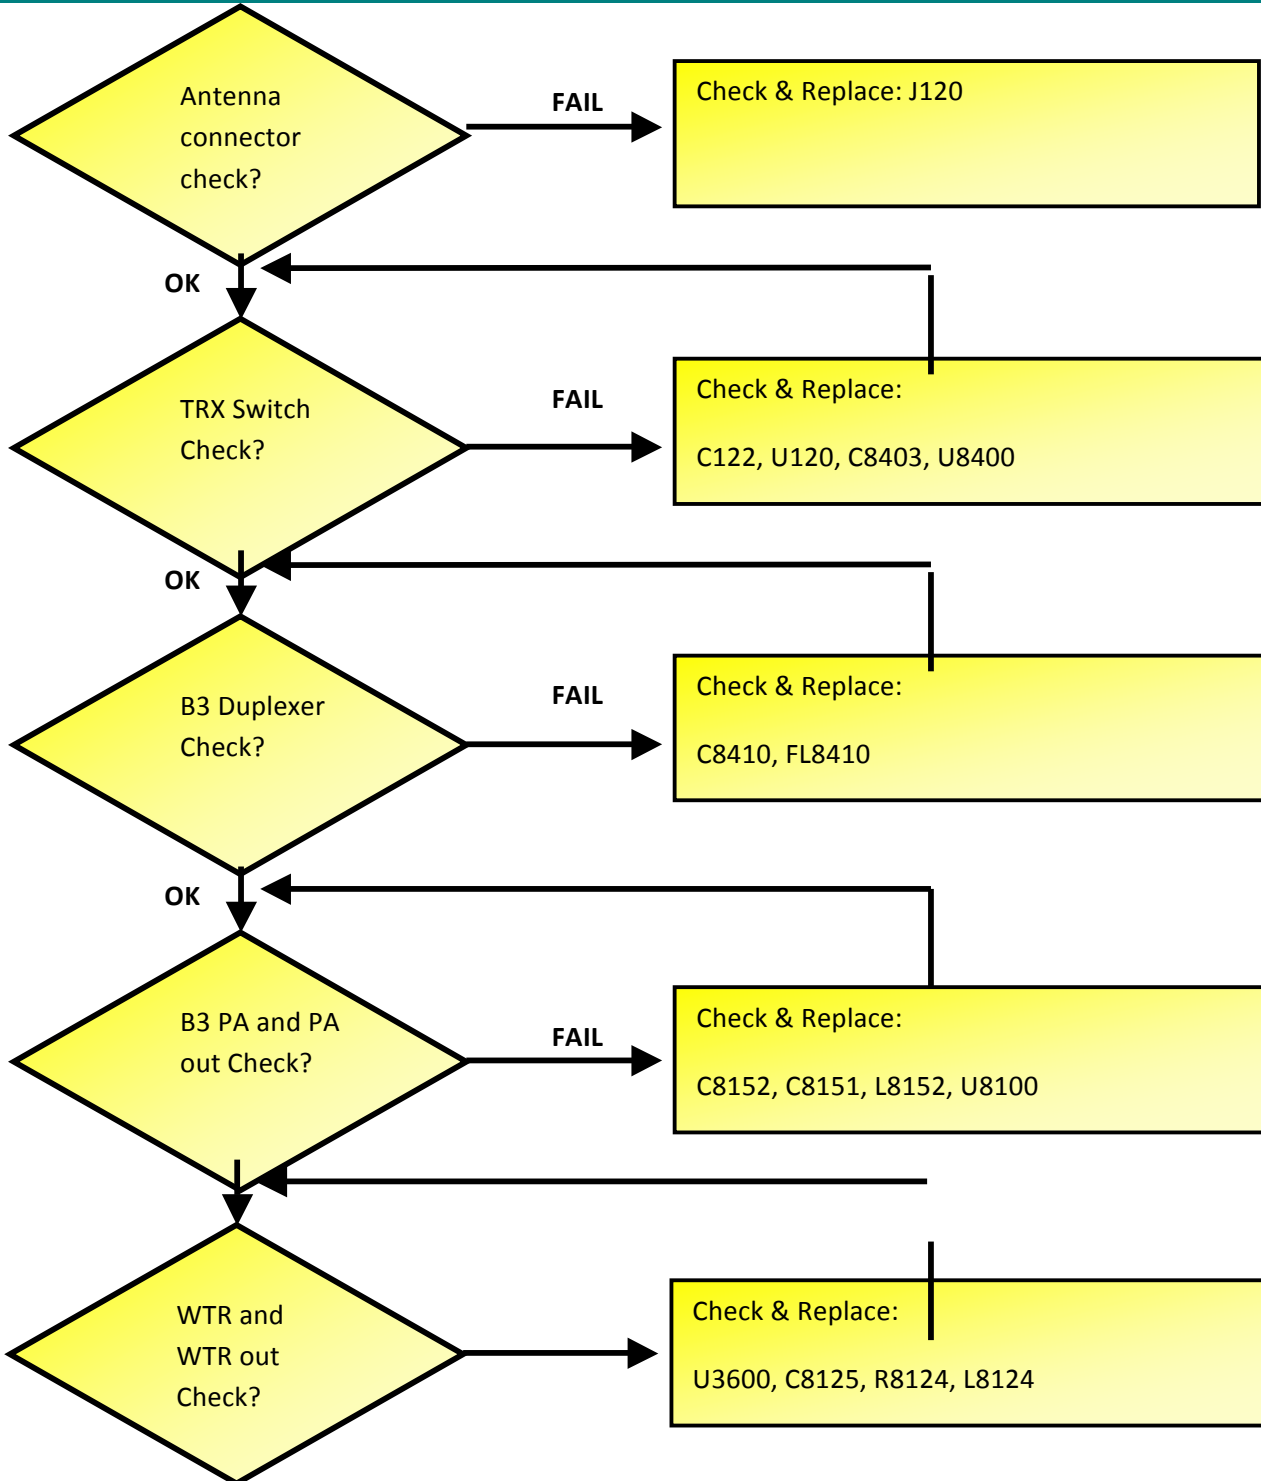 Antenna
connector
check?
FAIL
Check & Replace: J120
OK
TRX Switch
Check?
FAIL
Check & Replace:
C122, U120, C8403, U8400
OK
B3 Duplexer
Check?
FAIL
Check & Replace:
C8410, FL8410
OK
B3 PA and PA
out Check?
FAIL
Check & Replace:
C8152, C8151, L8152, U8100
WTR and
WTR out
Check?
Check & Replace:
U3600, C8125, R8124, L8124